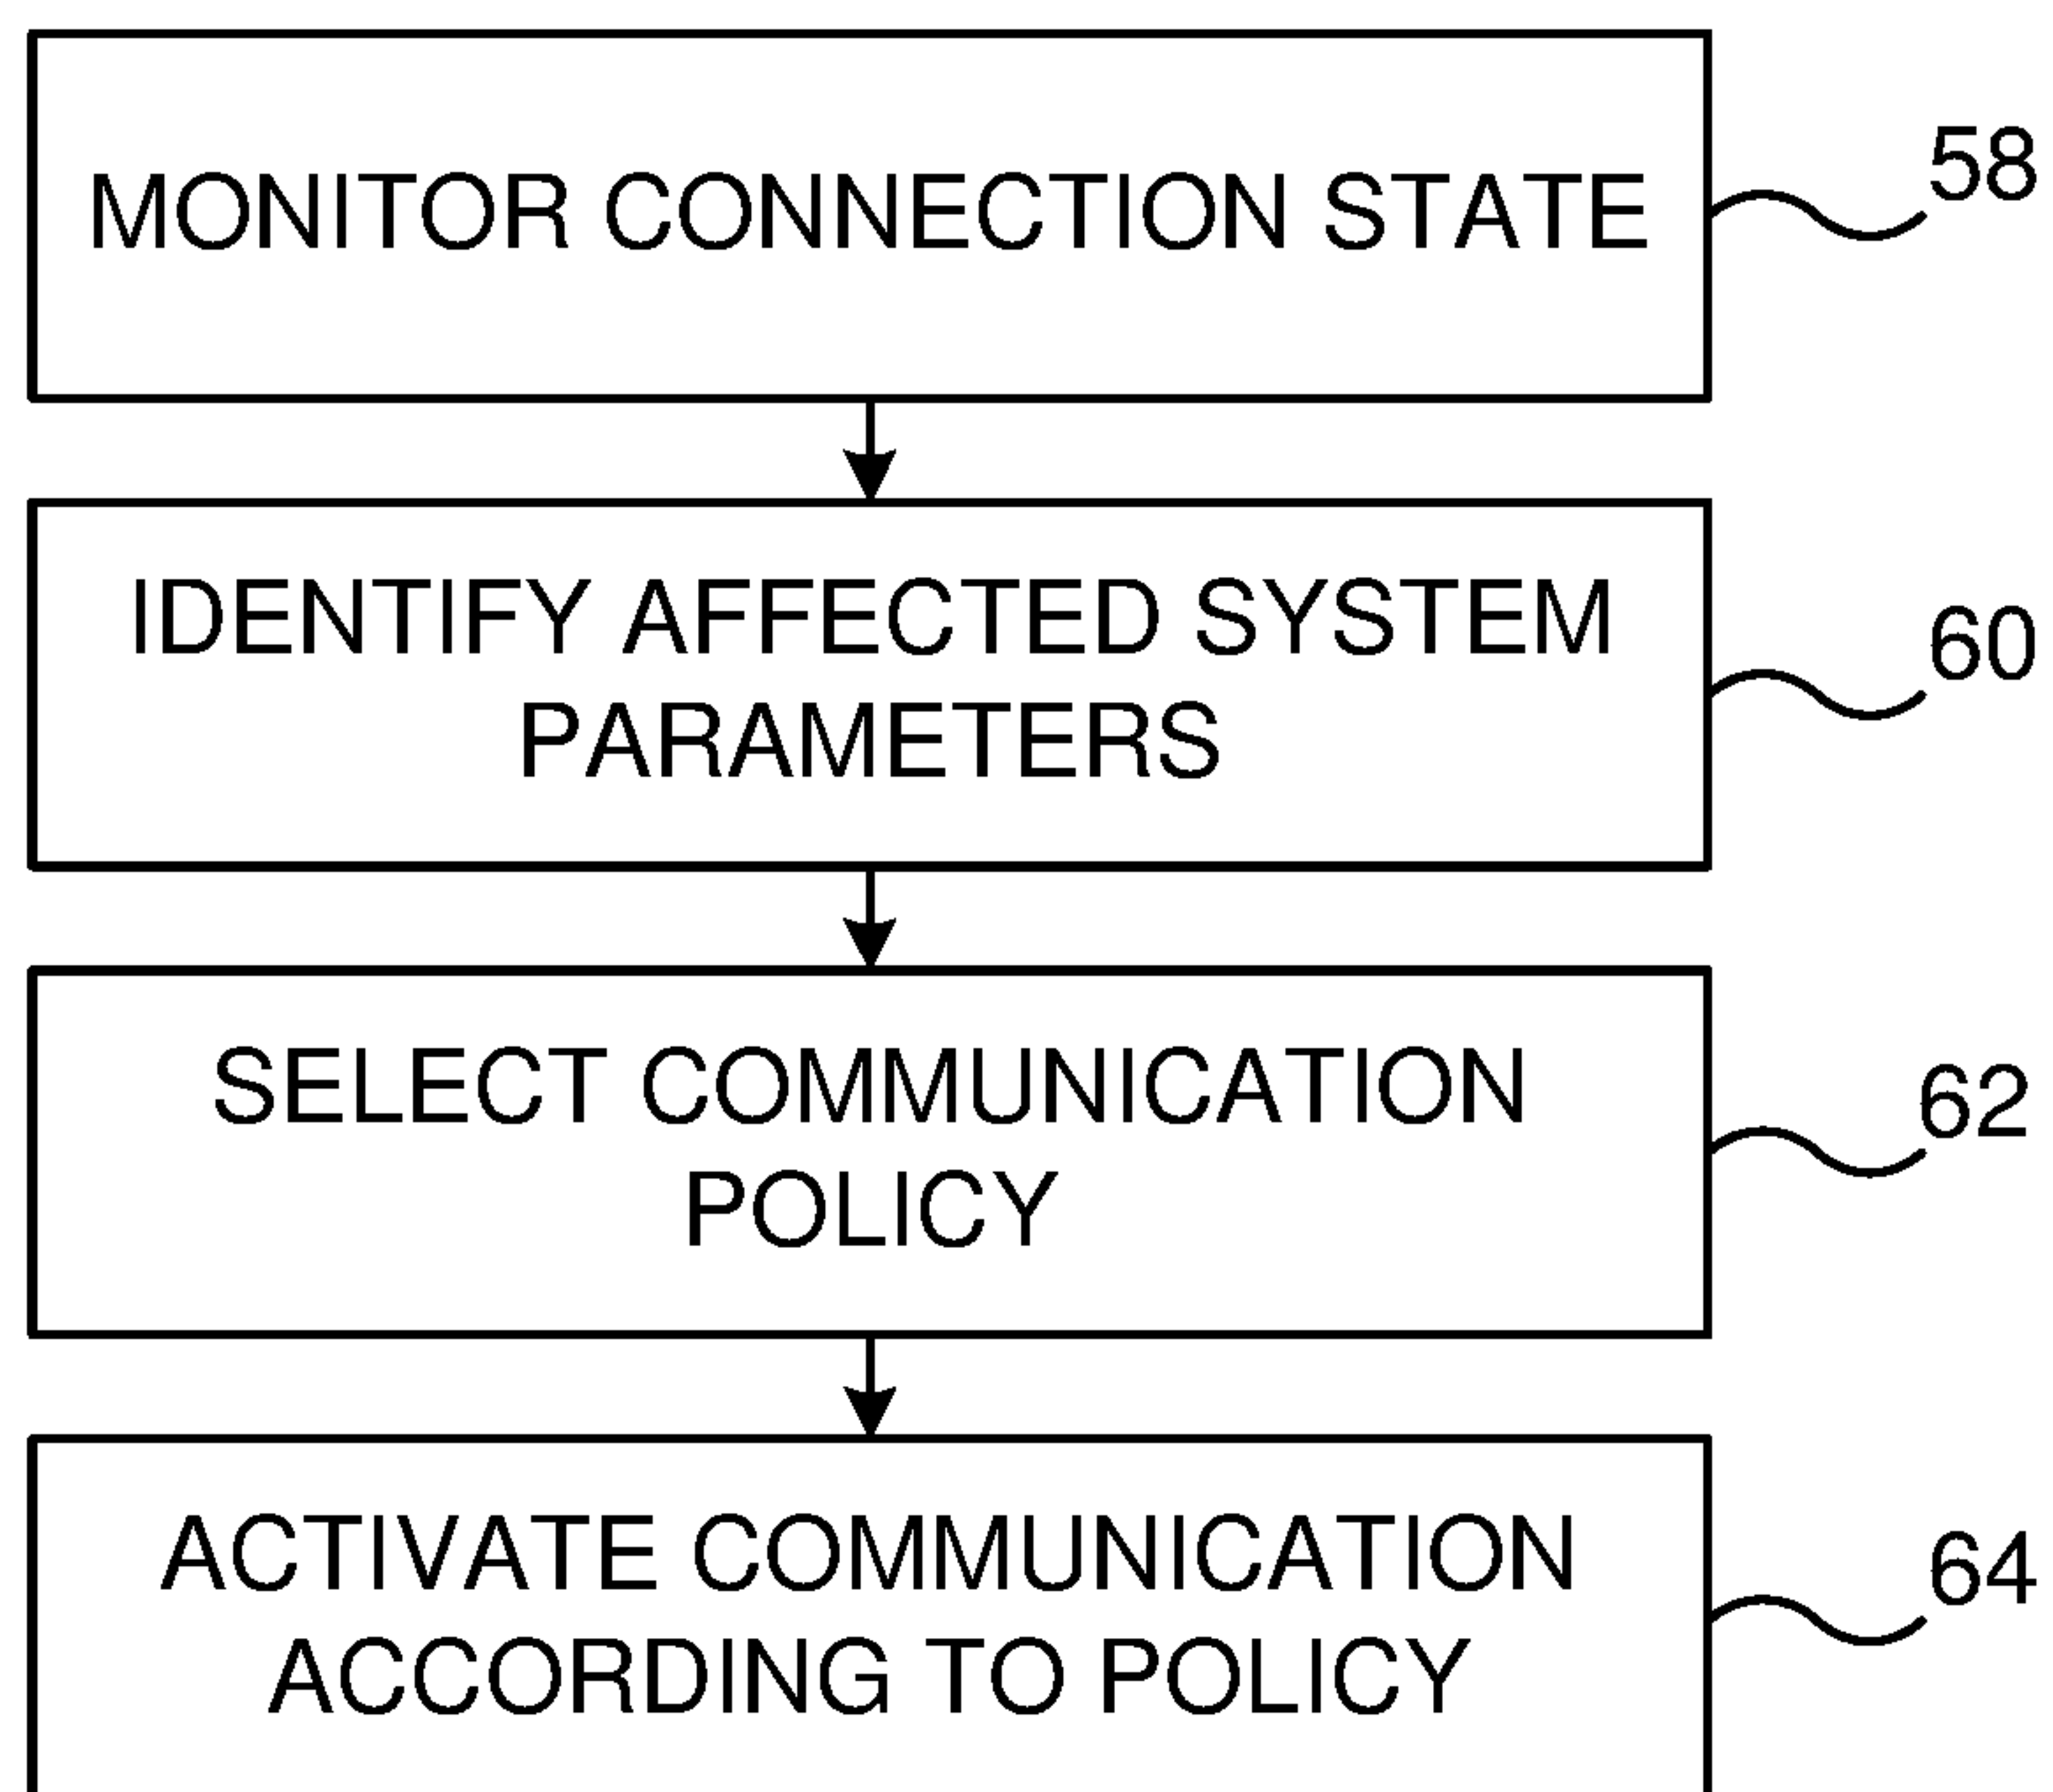 MONITOR CONNECTION STATE
58
IDENTIFY AFFECTED SYSTEM
PARAMETERS
60
SELECT COMMUNICATION
POLICY
62
ACTIVATE COMMUNICATION
ACCORDING TO POLICY
64